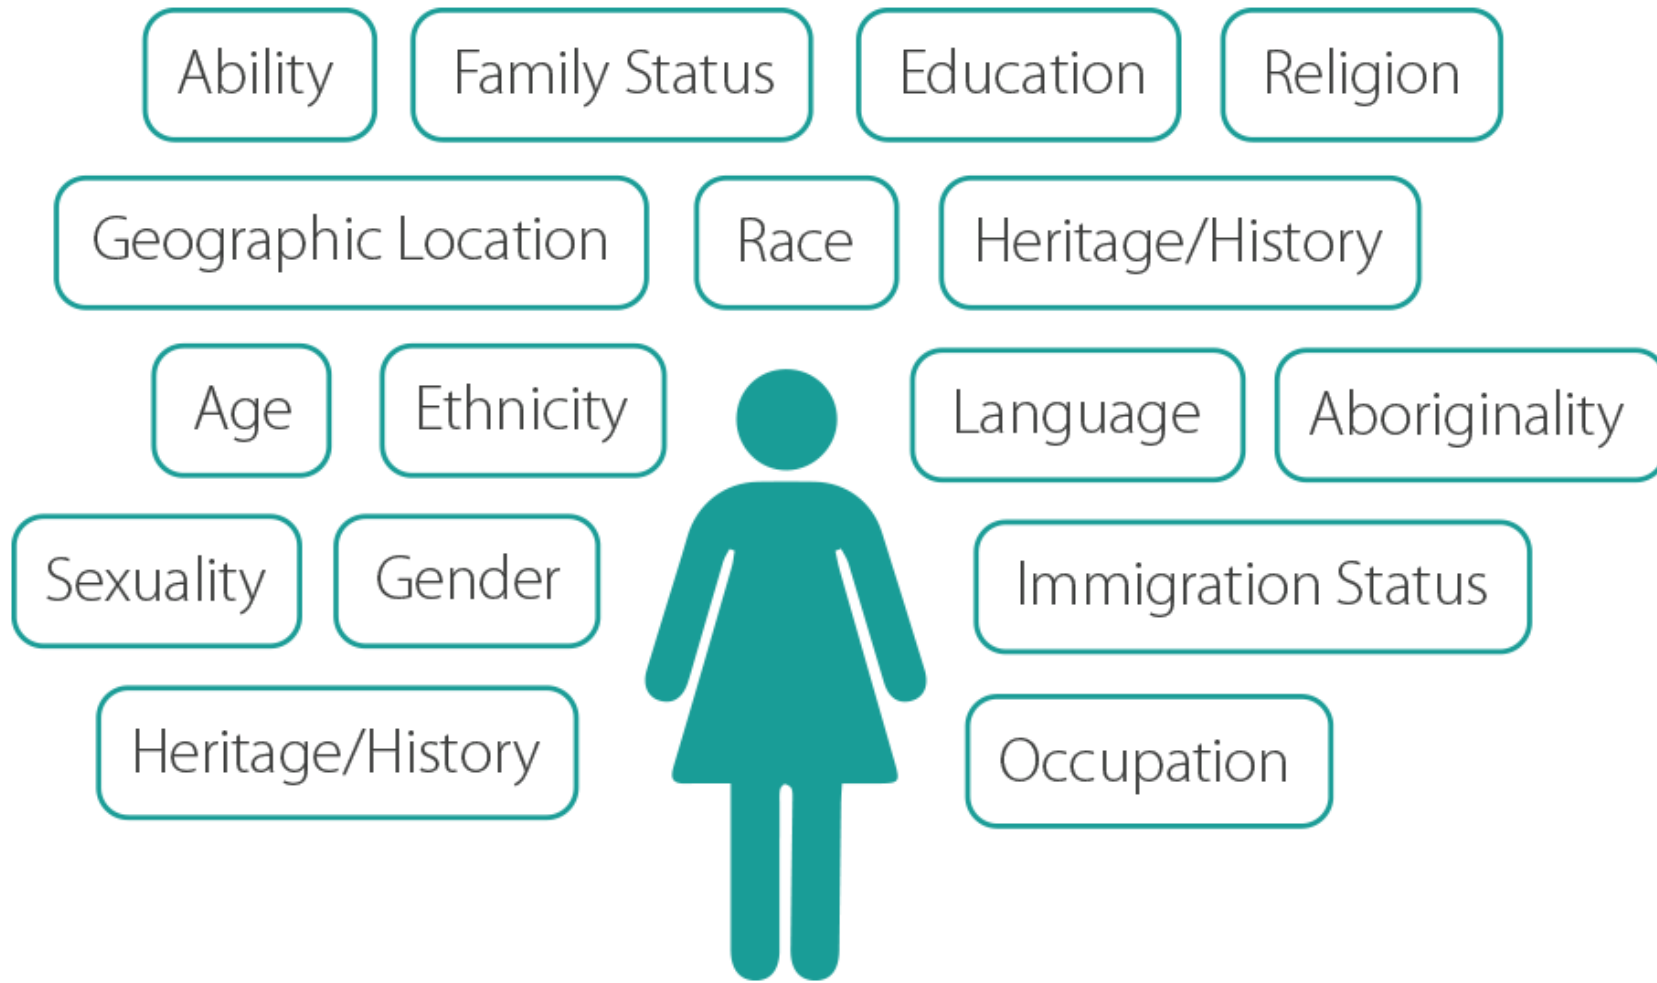 Ability
Family Status
Education
Religion
Geographic Location
Race
Heritage/History
Age
Ethnicity
Language
Aboriginality
Sexuality
Gender
Immigration Status
Heritage/History
Occupation